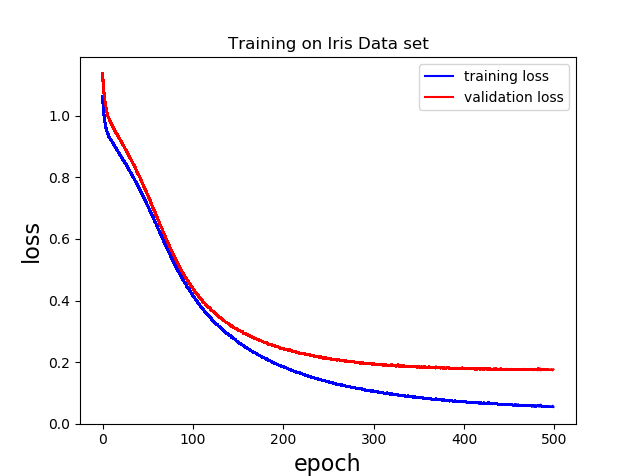 Training on Iris Data set
training loss
validation loss
loss
1.0
0.8
0.6
0.4
0.2
0.0
0 100 200 300 400 500
epoch